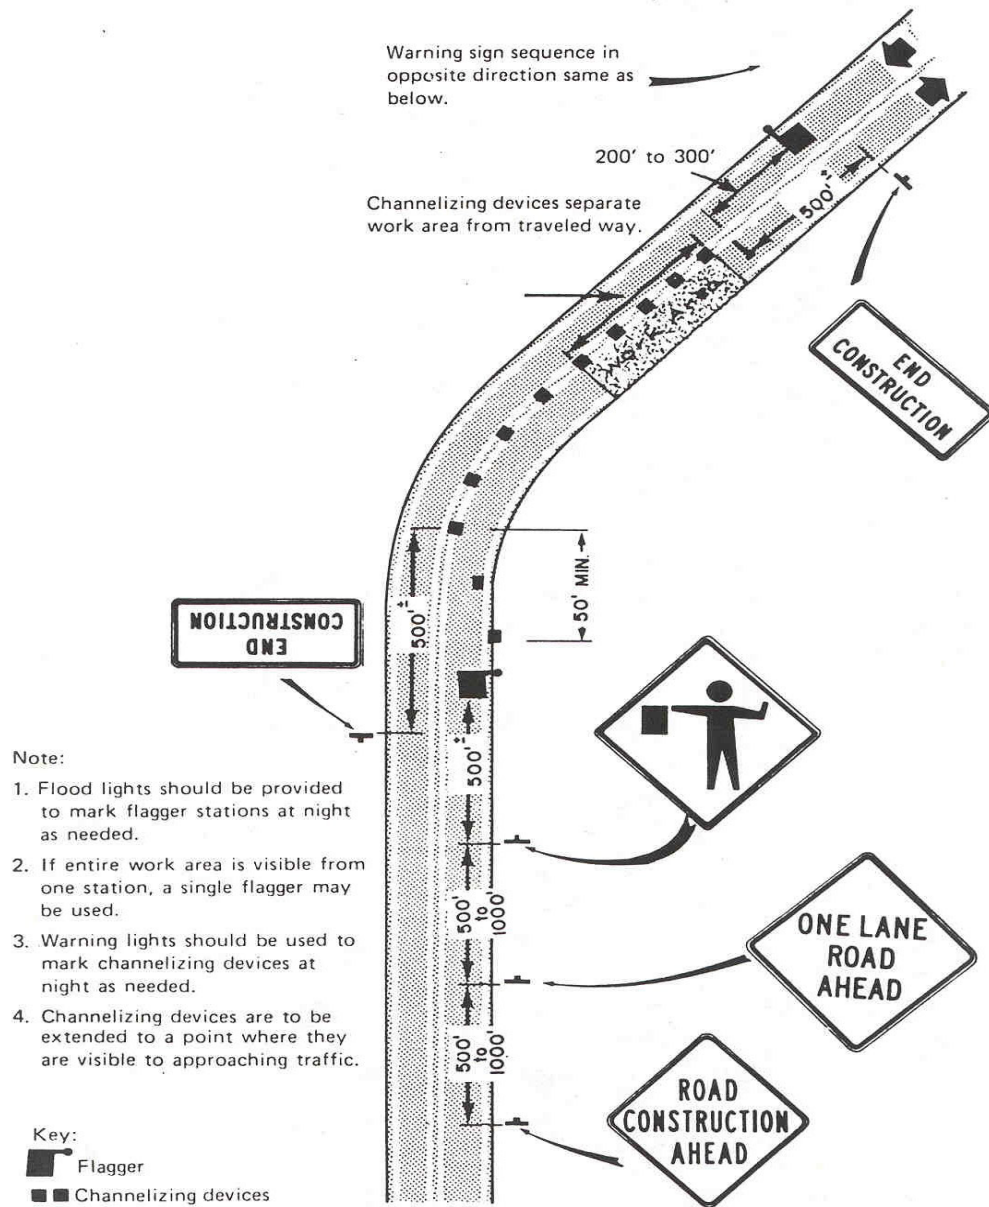 Warning sign sequence in
opposite direction same as
below.
200' to 300'
Channelizing devices separate
work area from traveled way.
500'±
WORK AREA
END
CONSTRUCTION
50' MIN.
500'±
END
CONSTRUCTION
500'±
Note:
1. Flood lights should be provided
to mark flagger stations at night
as needed.
2. If entire work area is visible from
one station, a single flagger may
be used.
3. Warning lights should be used to
mark channelizing devices at
night as needed.
4. Channelizing devices are to be
extended to a point where they
are visible to approaching traffic.
500'
to
1000'
ONE LANE
ROAD
AHEAD
500'
to
1000'
ROAD
CONSTRUCTION
AHEAD
Key:
Flagger
Channelizing devices